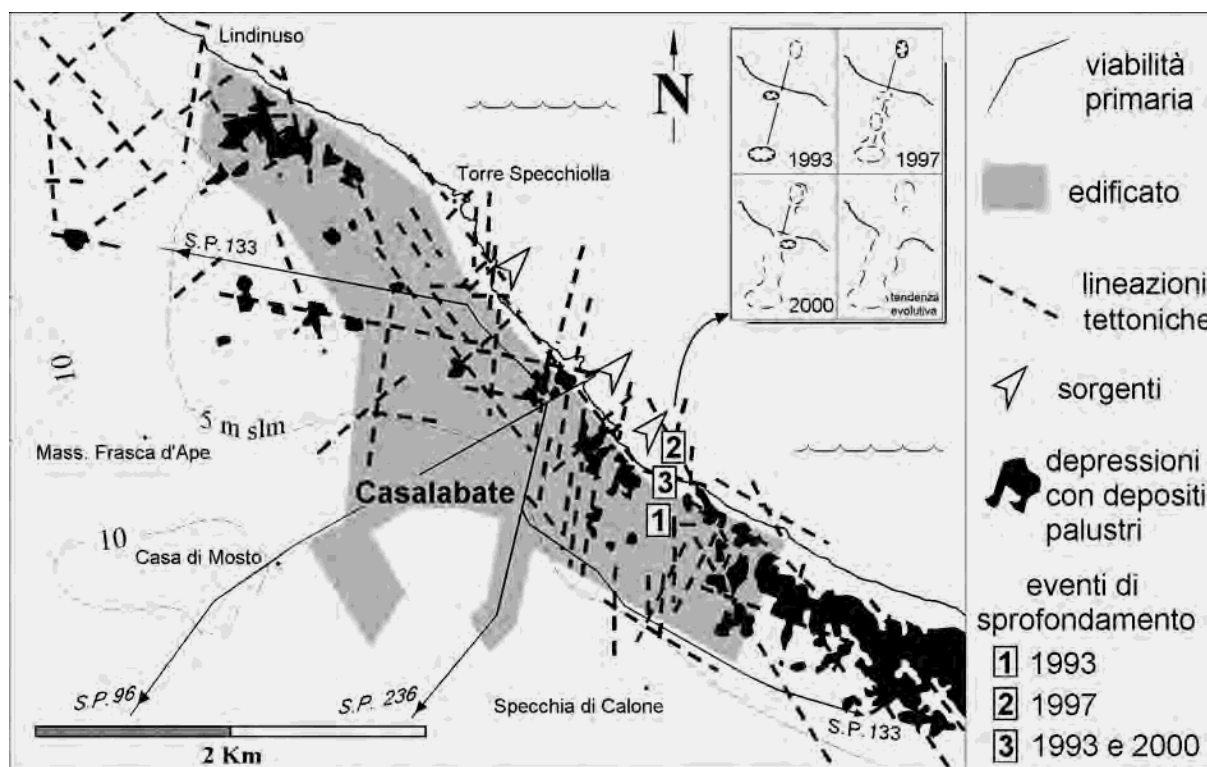 Lindinuso
N
1993
1997
2000
tendenza
evolutiva
Torre Specchiolla
S.P.133
10
5 m slm
Mass. Frasca d'Ape
2
3
1
Casalabate
10
Casa di Mosto
S.P. 96
S.P. 236
Specchia di Calone
S.P.133
2 Km
viabilità
primaria
edificato
lineazioni
tettoniche
sorgenti
depressioni
con depositi
palustri
eventi di
sprofondamento
1 1993
2 1997
3 1993 e 2000